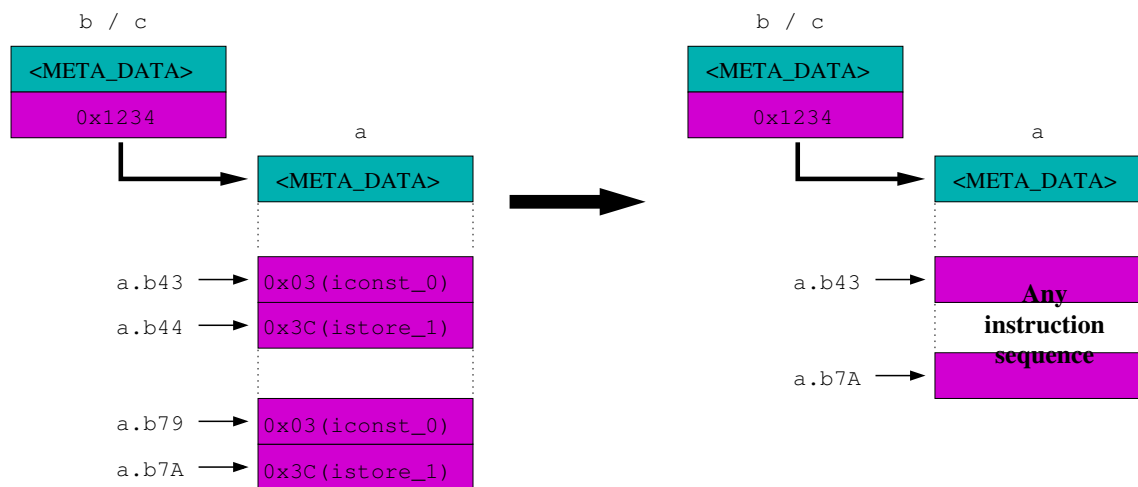 b / c
<META_DATA>
0x1234
a
<META_DATA>
a.b43
0x03(iconst_0)
a.b44
0x3C(istore_1)
a.b79
0x03(iconst_0)
a.b7A
0x3C(istore_1)
b / c
<META_DATA>
0x1234
a
<META_DATA>
a.b43
Any
instruction
sequence
a.b7A